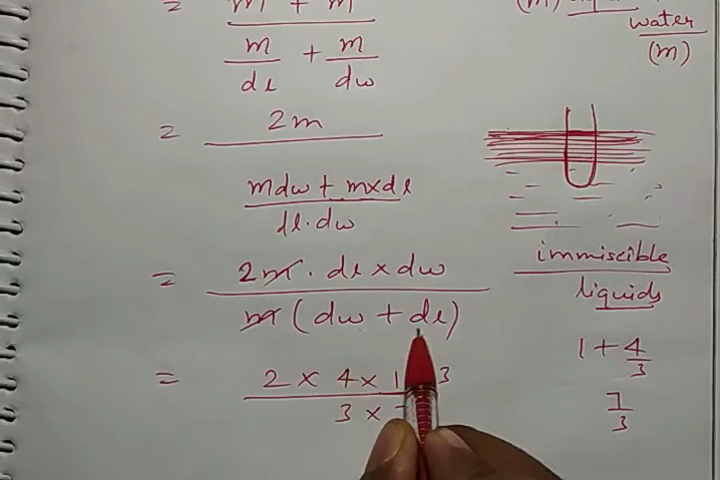 = m + m
m/dl + m/dw
(m)
water
(m)
= 2m
mdw + mxdl
dl.dw
= 2m . dl x dw
m (dw + dl)
immiscible
liquids
= 2 x 4 x 1 3
3 x
1 + 4/3
7/3